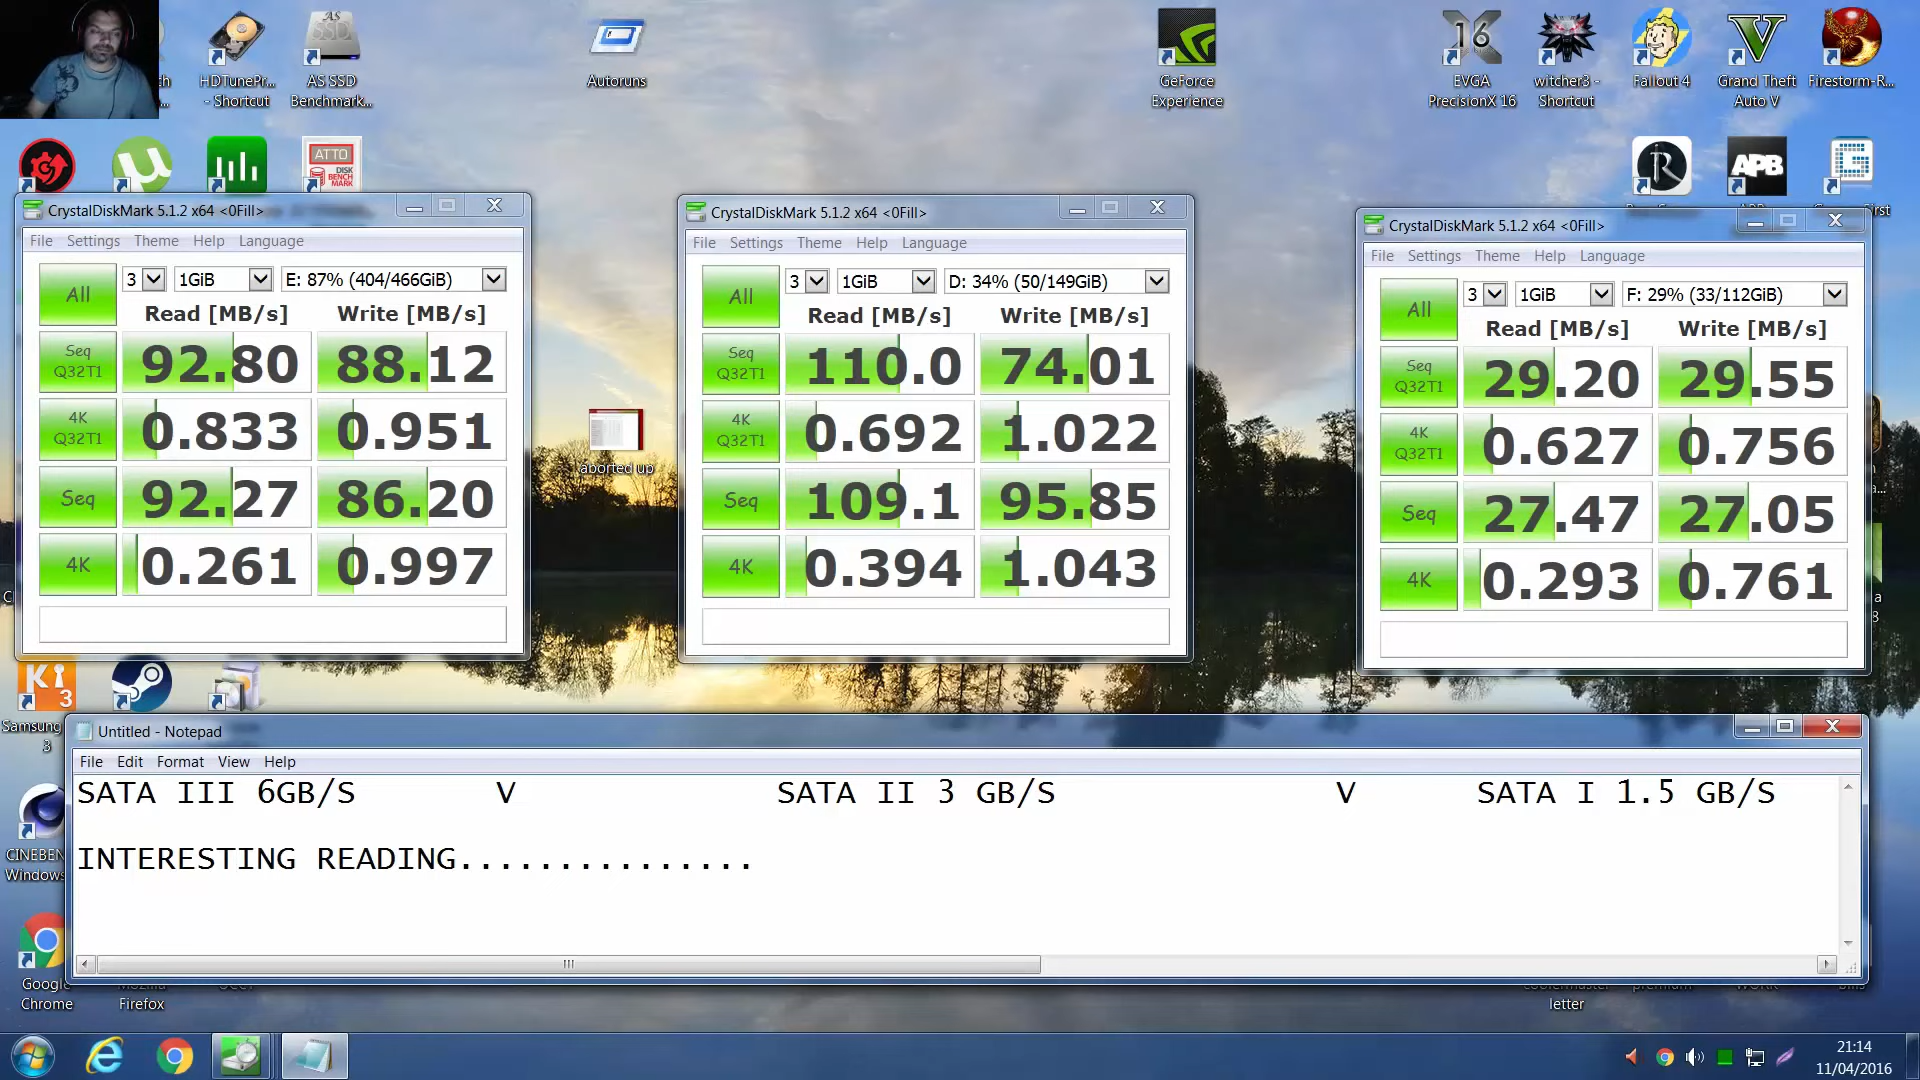 HDTunePr...
- Shortcut
AS SSD
AS SSD
Benchmark...
Autoruns
GeForce
Experience
16
EVGA
PrecisionX 16
witcher3 -
Shortcut
Fallout 4
Grand Theft
Auto V
Firestorm-R...
ATTO
DISK
BENCH
MARK
APB
CrystalDiskMark 5.1.2 x64 <0Fill>
File Settings Theme Help Language
All 3 1GiB E: 87% (404/466GiB)
Read [MB/s] Write [MB/s]
Seq
Q32T1 92.80 88.12
4K
Q32T1 0.833 0.951
Seq 92.27 86.20
4K 0.261 0.997
aborted up
CrystalDiskMark 5.1.2 x64 <0Fill>
File Settings Theme Help Language
All 3 1GiB D: 34% (50/149GiB)
Read [MB/s] Write [MB/s]
Seq
Q32T1 110.0 74.01
4K
Q32T1 0.692 1.022
Seq 109.1 95.85
4K 0.394 1.043
CrystalDiskMark 5.1.2 x64 <0Fill>
File Settings Theme Help Language
All 3 1GiB F: 29% (33/112GiB)
Read [MB/s] Write [MB/s]
Seq
Q32T1 29.20 29.55
4K
Q32T1 0.627 0.756
Seq 27.47 27.05
4K 0.293 0.761
Samsung
3
Untitled - Notepad
File Edit Format View Help
SATA III 6GB/S V SATA II 3 GB/S V SATA I 1.5 GB/S
INTERESTING READING...............
CINEBEN
Windows
Google
Chrome
Firefox
letter
21:14
11/04/2016